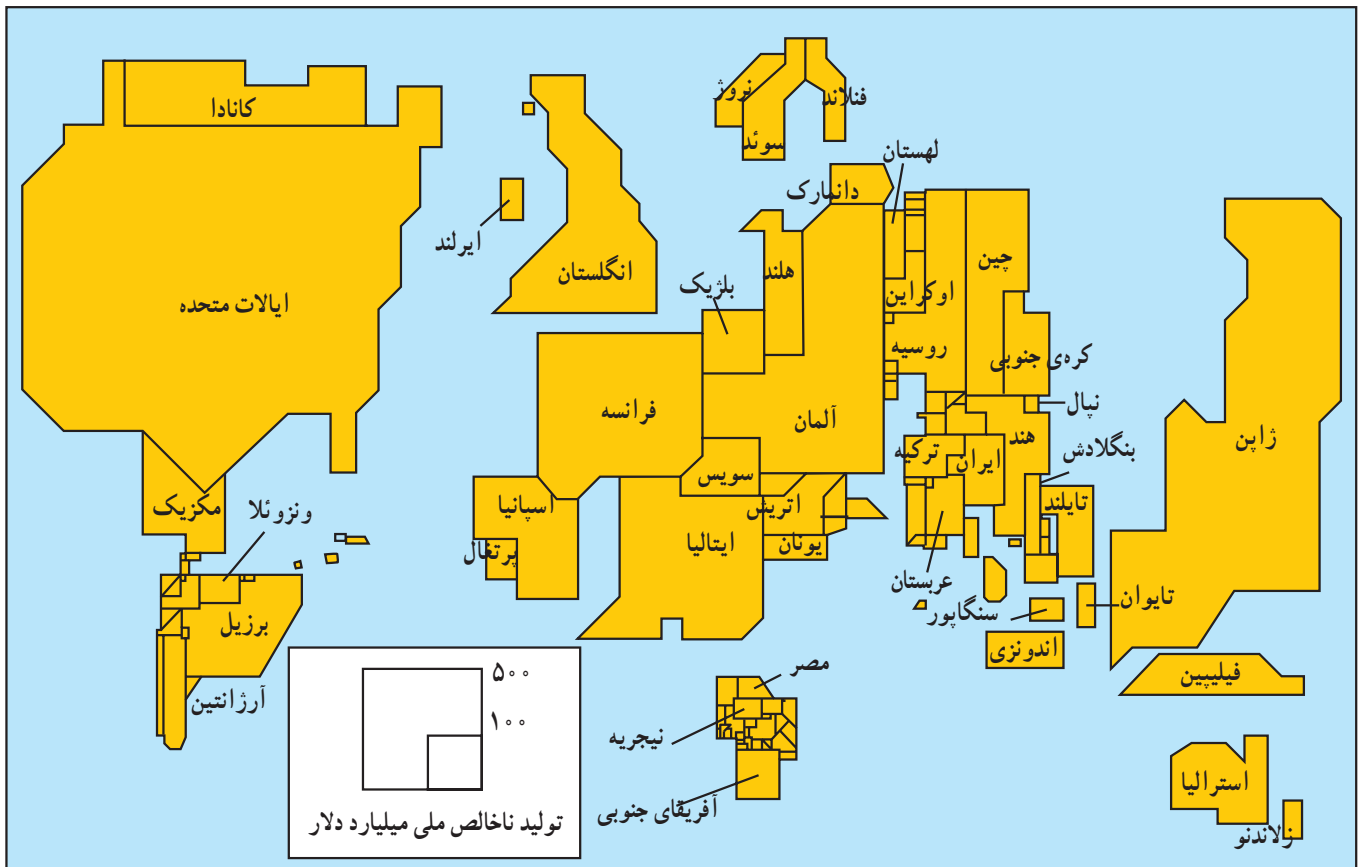 نروژ
فنلاند
سوئد
کانادا
لهستان
دانمارک
ایرلند
انگلستان
هلند
بلژیک
چین
اوکراین
ایالات متحده
روسیه
کره‌ی جنوبی
نپال
فرانسه
آلمان
هند
ژاپن
بنگلادش
ترکیه
ایران
سویس
مگزیک
ونزوئلا
اسپانیا
اتریش
تایلند
پرتغال
ایتالیا
یونان
عربستان
سنگاپور
تایوان
برزیل
اندونزی
مصر
فیلیپین
آرژانتین
نیجریه
آفریقای جنوبی
استرالیا
زلاندنو
۵۰۰
۱۰۰
تولید ناخالص ملی میلیارد دلار